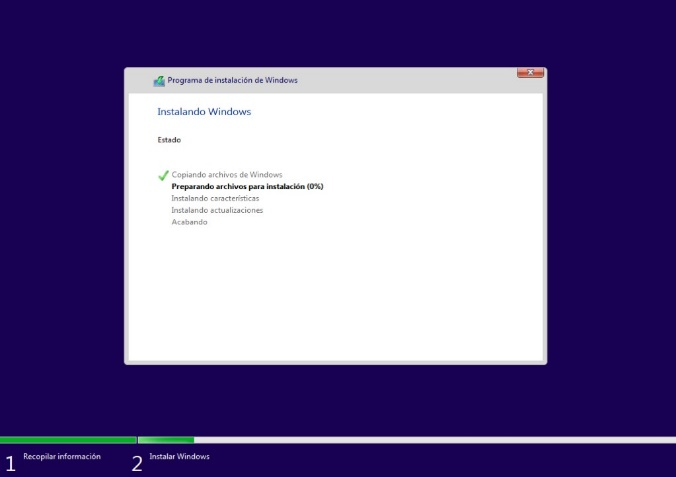 Programa de instalación de Windows
Instalando Windows
Estado
Copiando archivos de Windows
Preparando archivos para instalación (0%)
Instalando características
Instalando actualizaciones
Acabando
1 Recopilar información
2 Instalar Windows